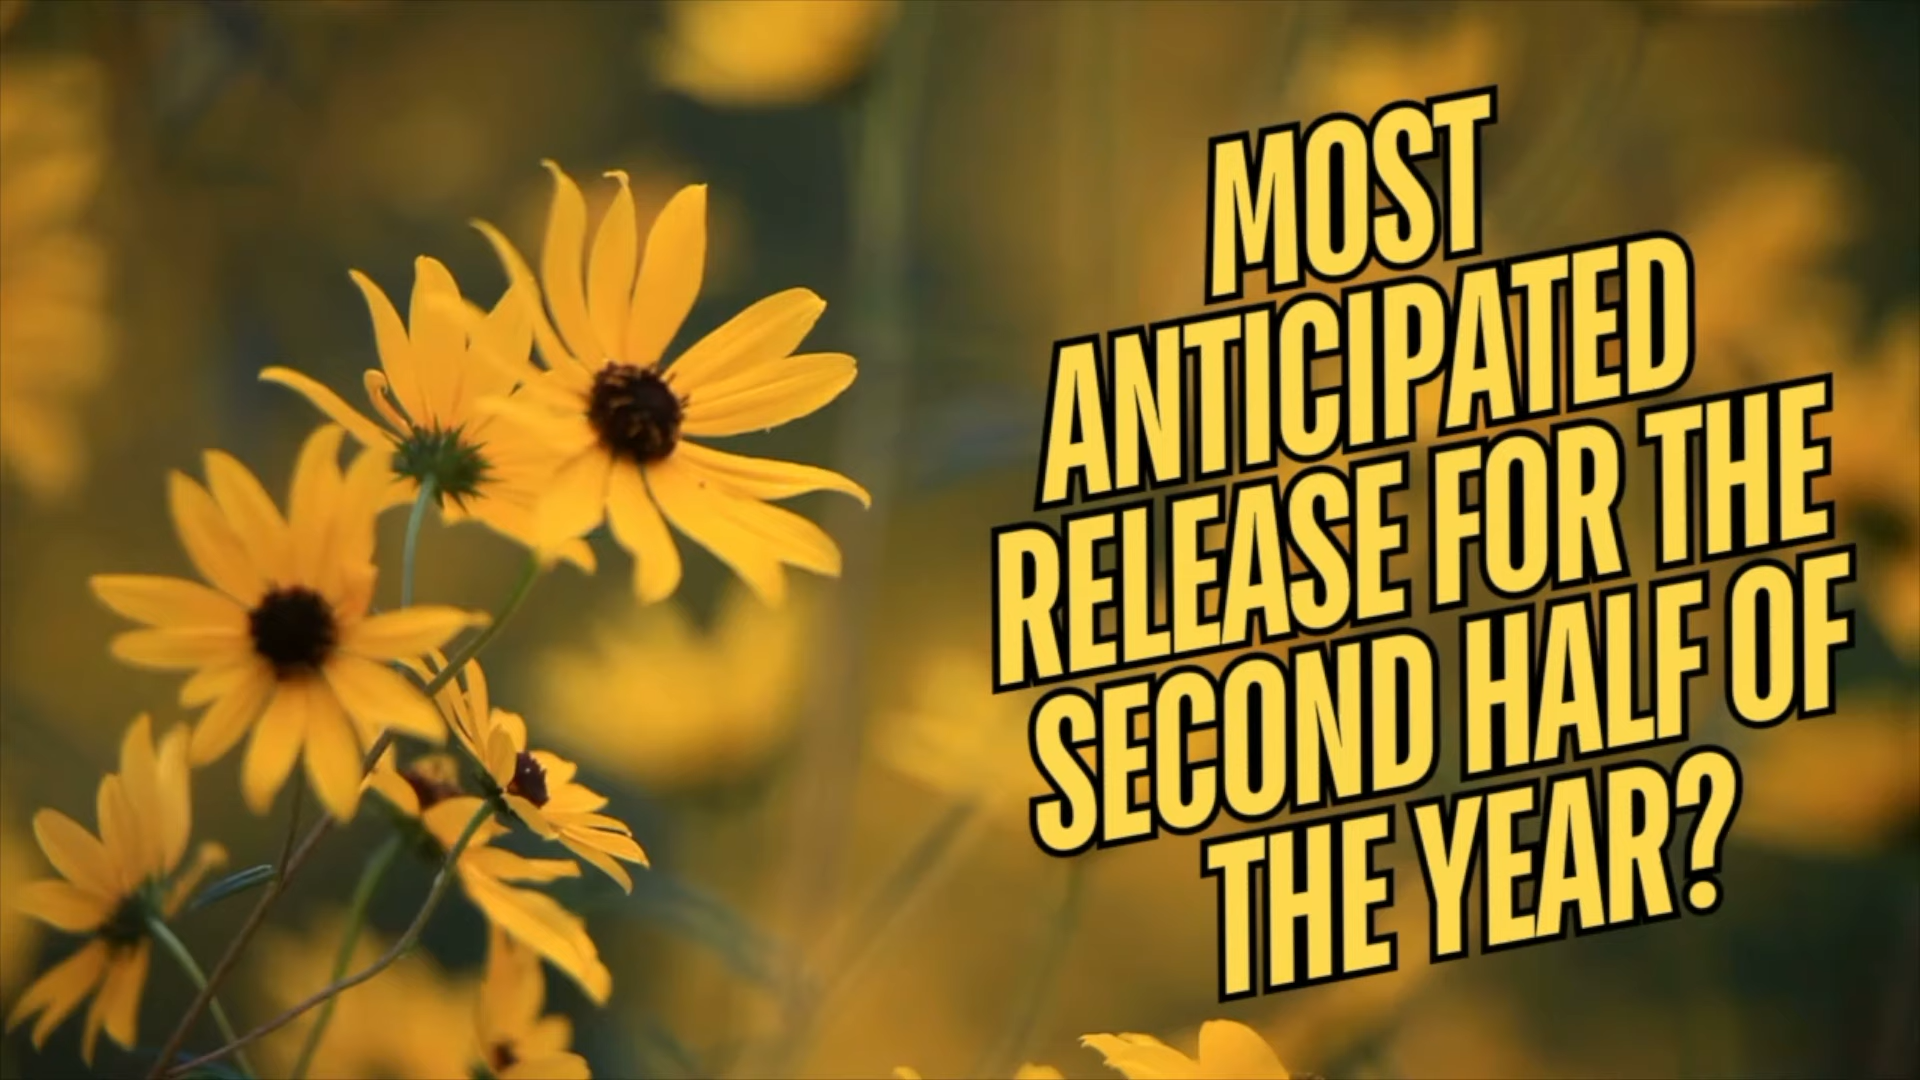 MOST
ANTICIPATED
RELEASE FOR THE
SECOND HALF OF
THE YEAR?